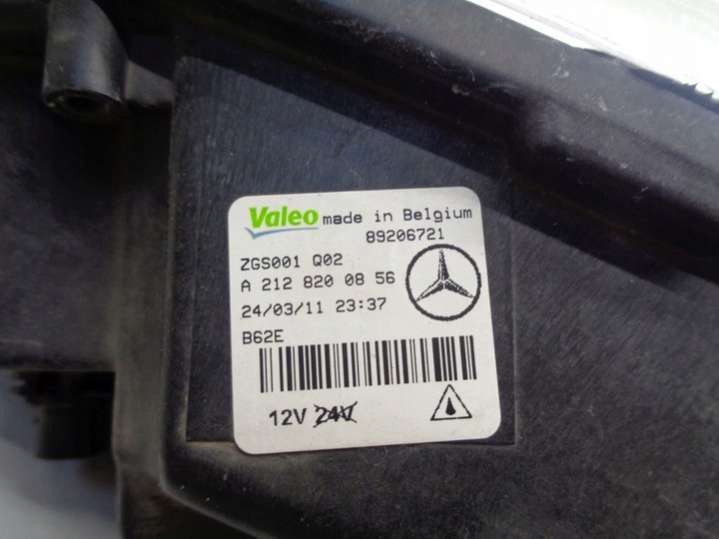 Valeo made in Belgium
89206721
ZGS001 Q02
A 212 820 08 56
24/03/11 23:37
B62E
12V 24V